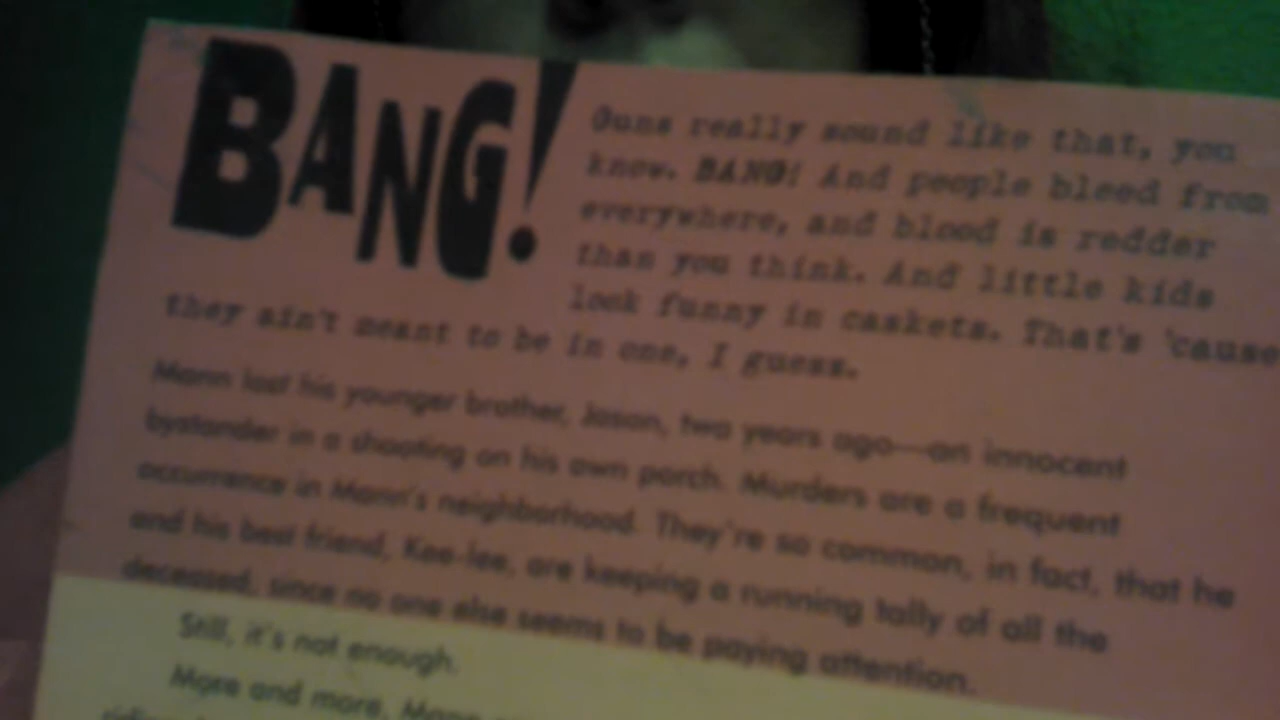 BANG!
Guns really sound like that, you
know. BANG! And people bleed from
everywhere, and blood is redder
than you think. And little kids
look funny in caskets. That's 'cause
they ain't meant to be in one, I guess.
Mann lost his younger brother, Jason, two years ago—an innocent
bystander in a shooting on his own porch. Murders are a frequent
occurrence in Mann's neighborhood. They're so common, in fact, that he
and his best friend, Kee-lee, are keeping a running tally of all the
deceased, since no one else seems to be paying attention.
Still, it's not enough.
More and more, Mann